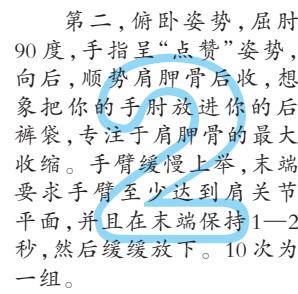 第二,俯卧姿势,屈肘
90度,手指呈“点赞”姿势,
向后,顺势肩胛骨后收,想
象把你的手肘放进你的后
裤袋,专注于肩胛骨的最大
收缩。手臂缓慢上举,末端
要求手臂至少达到肩关节
平面,并且在末端保持1—2
秒,然后缓缓放下。10次为
一组。
2